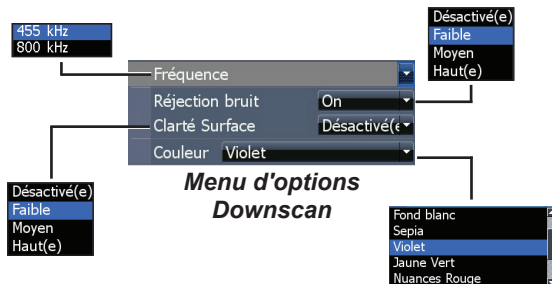 Désactivé(e)
Faible
Moyen
Haut(e)
455 kHz
800 kHz
Fréquence
Réjection bruit On
Clarté Surface Désactivé(e
Couleur Violet
Menu d'options
Downscan
Désactivé(e)
Faible
Moyen
Haut(e)
Fond blanc
Sepia
Violet
Jaune Vert
Nuances Rouge